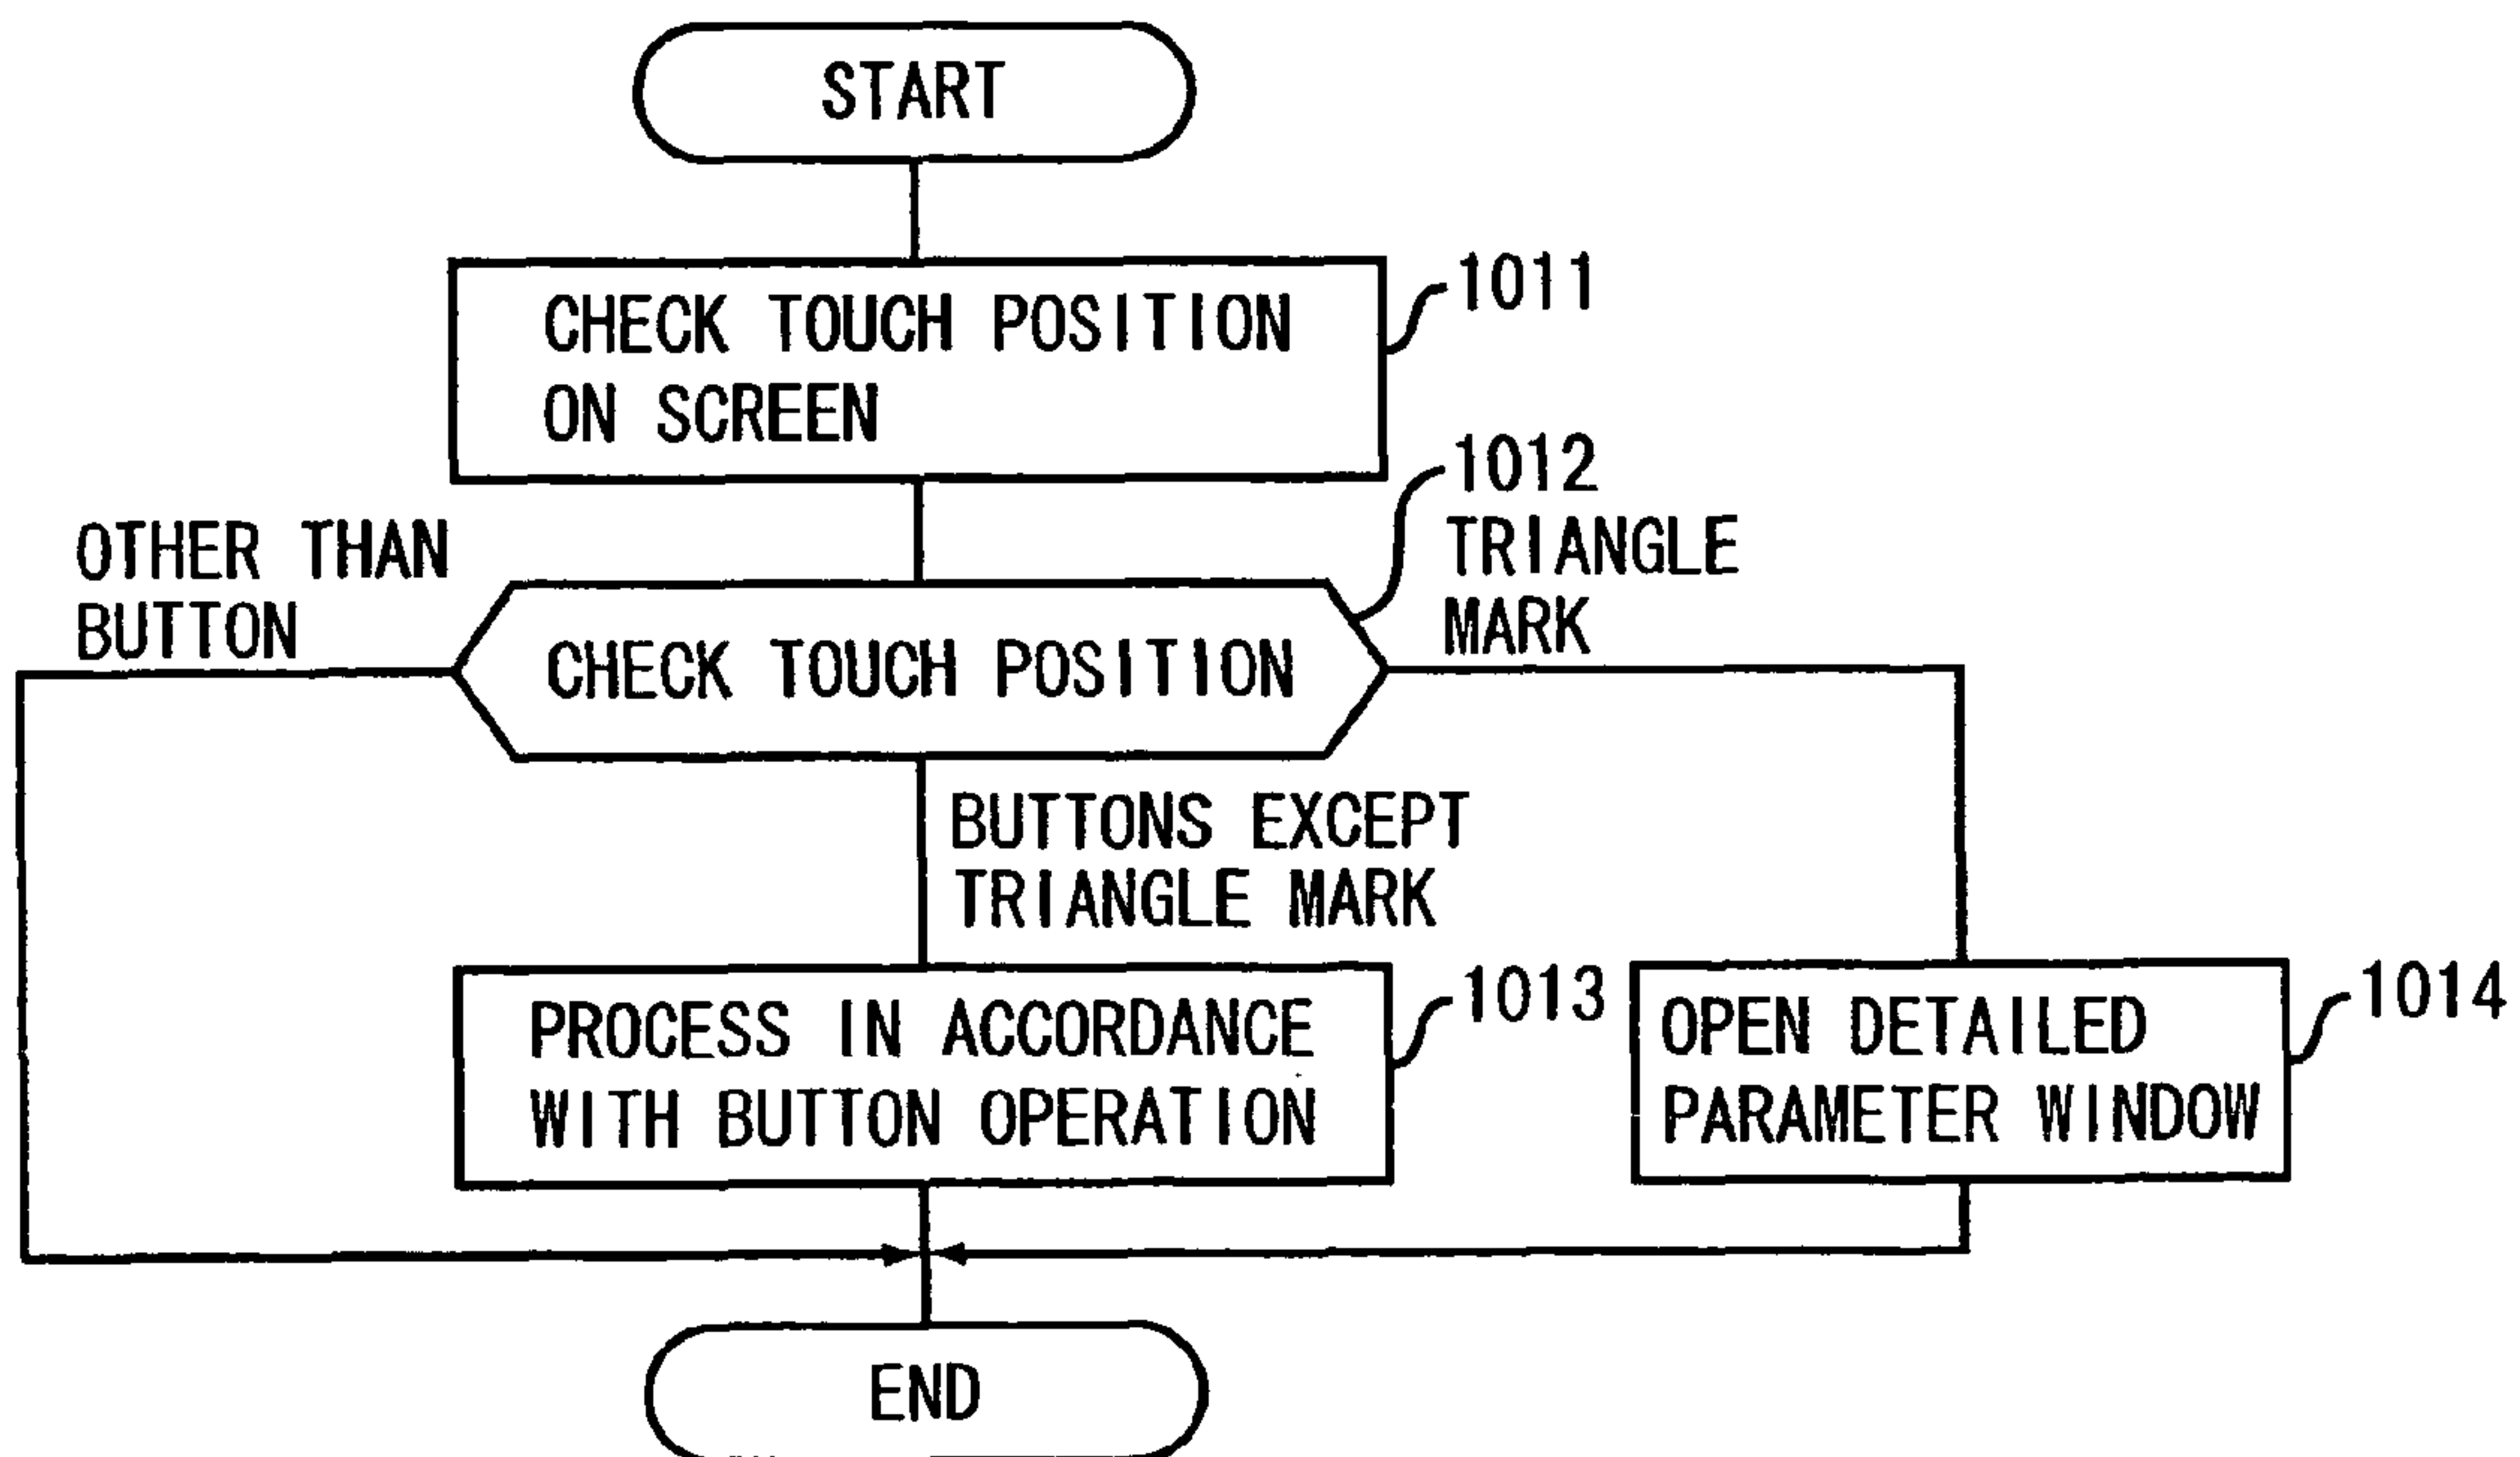 START
CHECK TOUCH POSITION
ON SCREEN
1011
1012
OTHER THAN
BUTTON
TRIANGLE
MARK
CHECK TOUCH POSITION
BUTTONS EXCEPT
TRIANGLE MARK
PROCESS IN ACCORDANCE
WITH BUTTON OPERATION
1013
OPEN DETAILED
PARAMETER WINDOW
1014
END